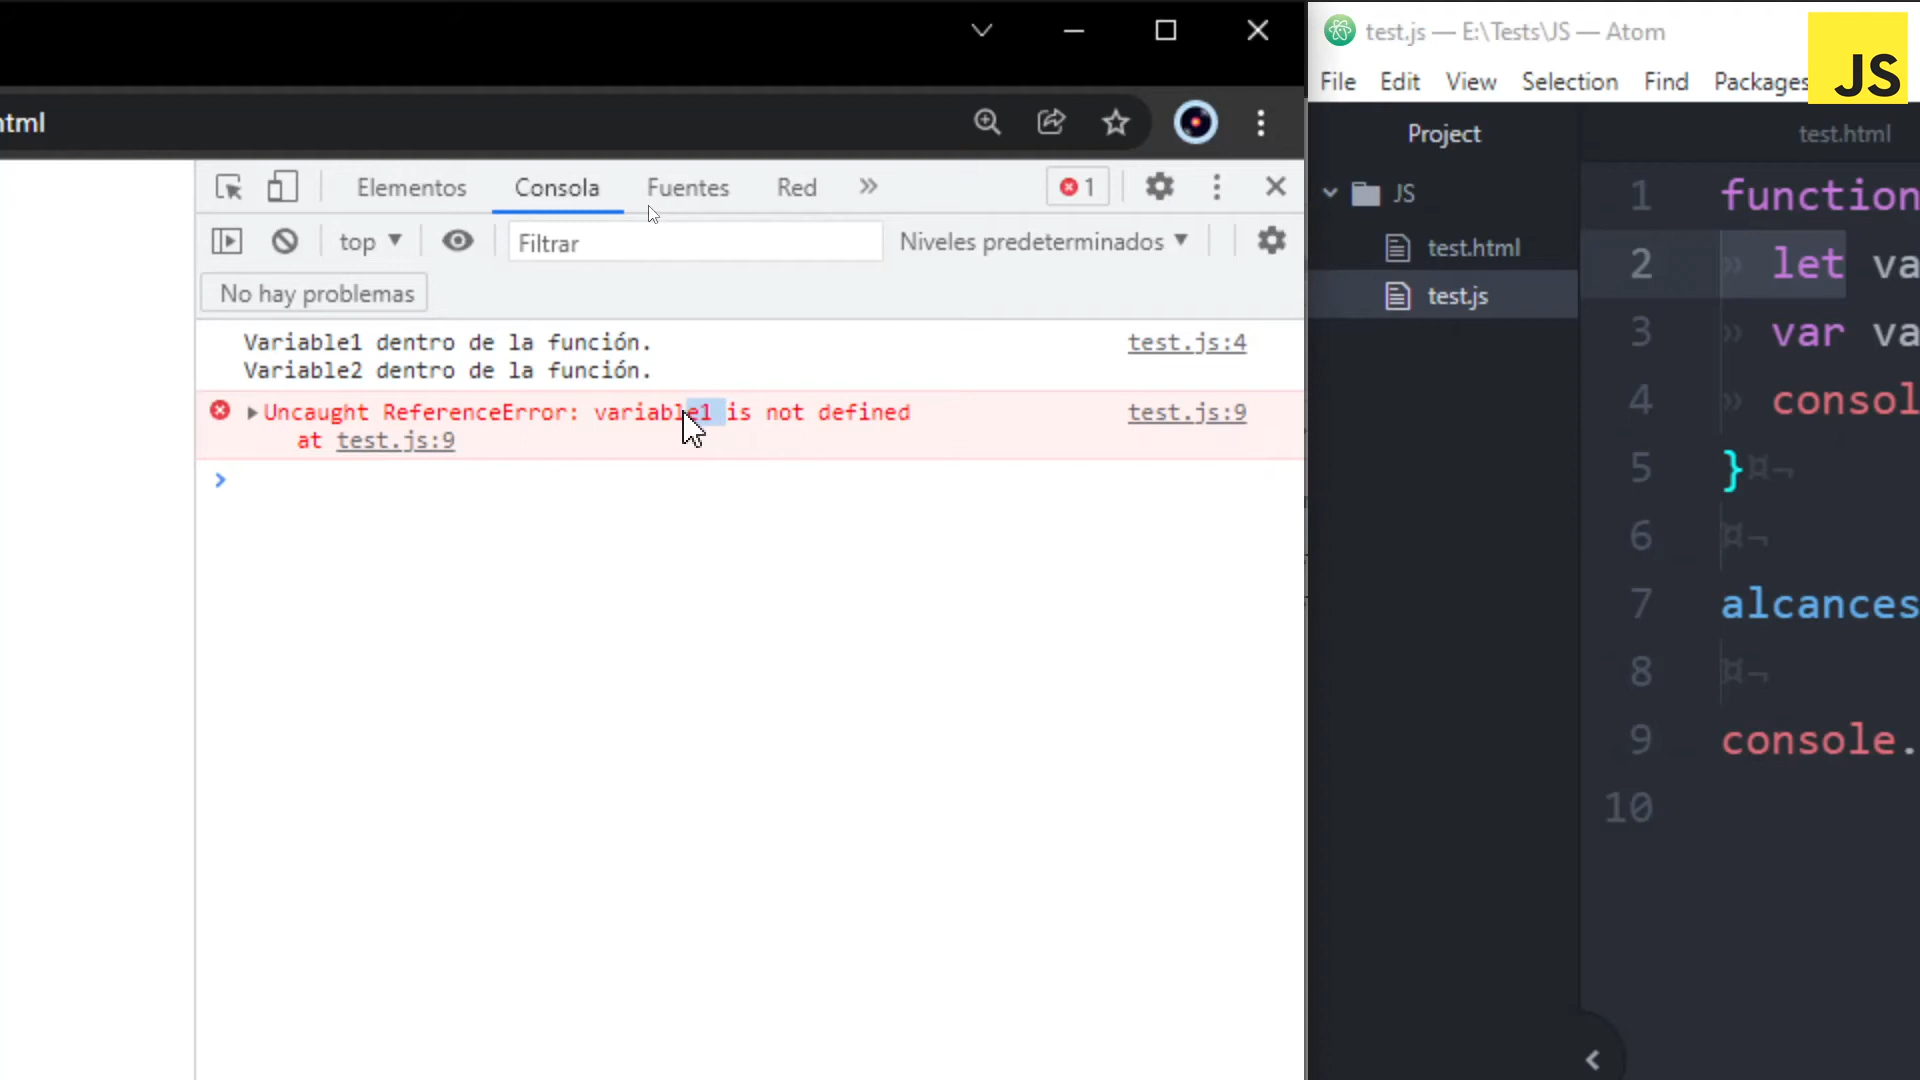 html
Elementos Consola Fuentes Red 1
top Filtrar Niveles predeterminados
No hay problemas
Variable1 dentro de la función. test.js:4
Variable2 dentro de la función.
Uncaught ReferenceError: variable1 is not defined test.js:9
at test.js:9
test.js — E:\Tests\JS — Atom
JS
File Edit View Selection Find Packages
Project
test.html
JS
test.html
test.js
1 function
2 let va
3 var va
4 consol
5 }
6
7 alcances
8
9 console.
10